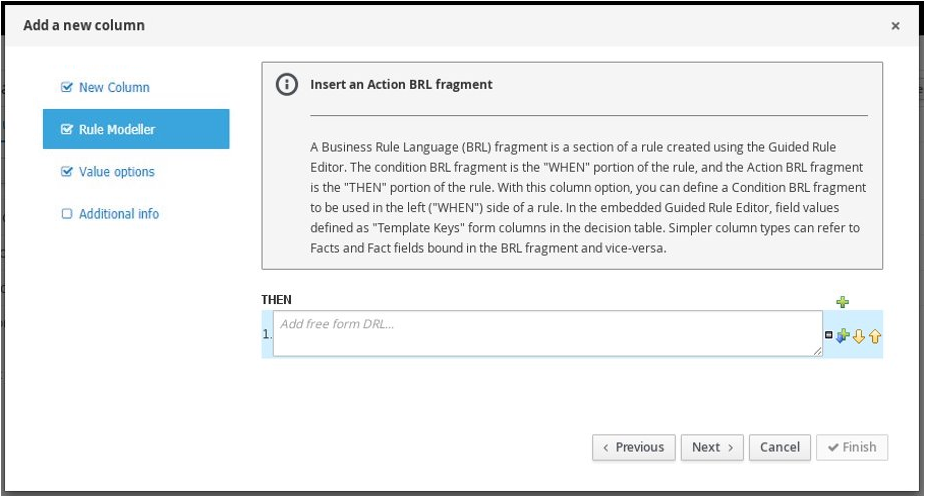 Add a new column
×
New Column
Rule Modeller
Value options
Additional info
Insert an Action BRL fragment
A Business Rule Language (BRL) fragment is a section of a rule created using the Guided Rule
Editor. The condition BRL fragment is the "WHEN" portion of the rule, and the Action BRL fragment
is the "THEN" portion of the rule. With this column option, you can define a Condition BRL fragment
to be used in the left ("WHEN") side of a rule. In the embedded Guided Rule Editor, field values
defined as "Template Keys" form columns in the decision table. Simpler column types can refer to
Facts and Fact fields bound in the BRL fragment and vice-versa.
THEN
1. Add free form DRL...
< Previous
Next >
Cancel
✔ Finish